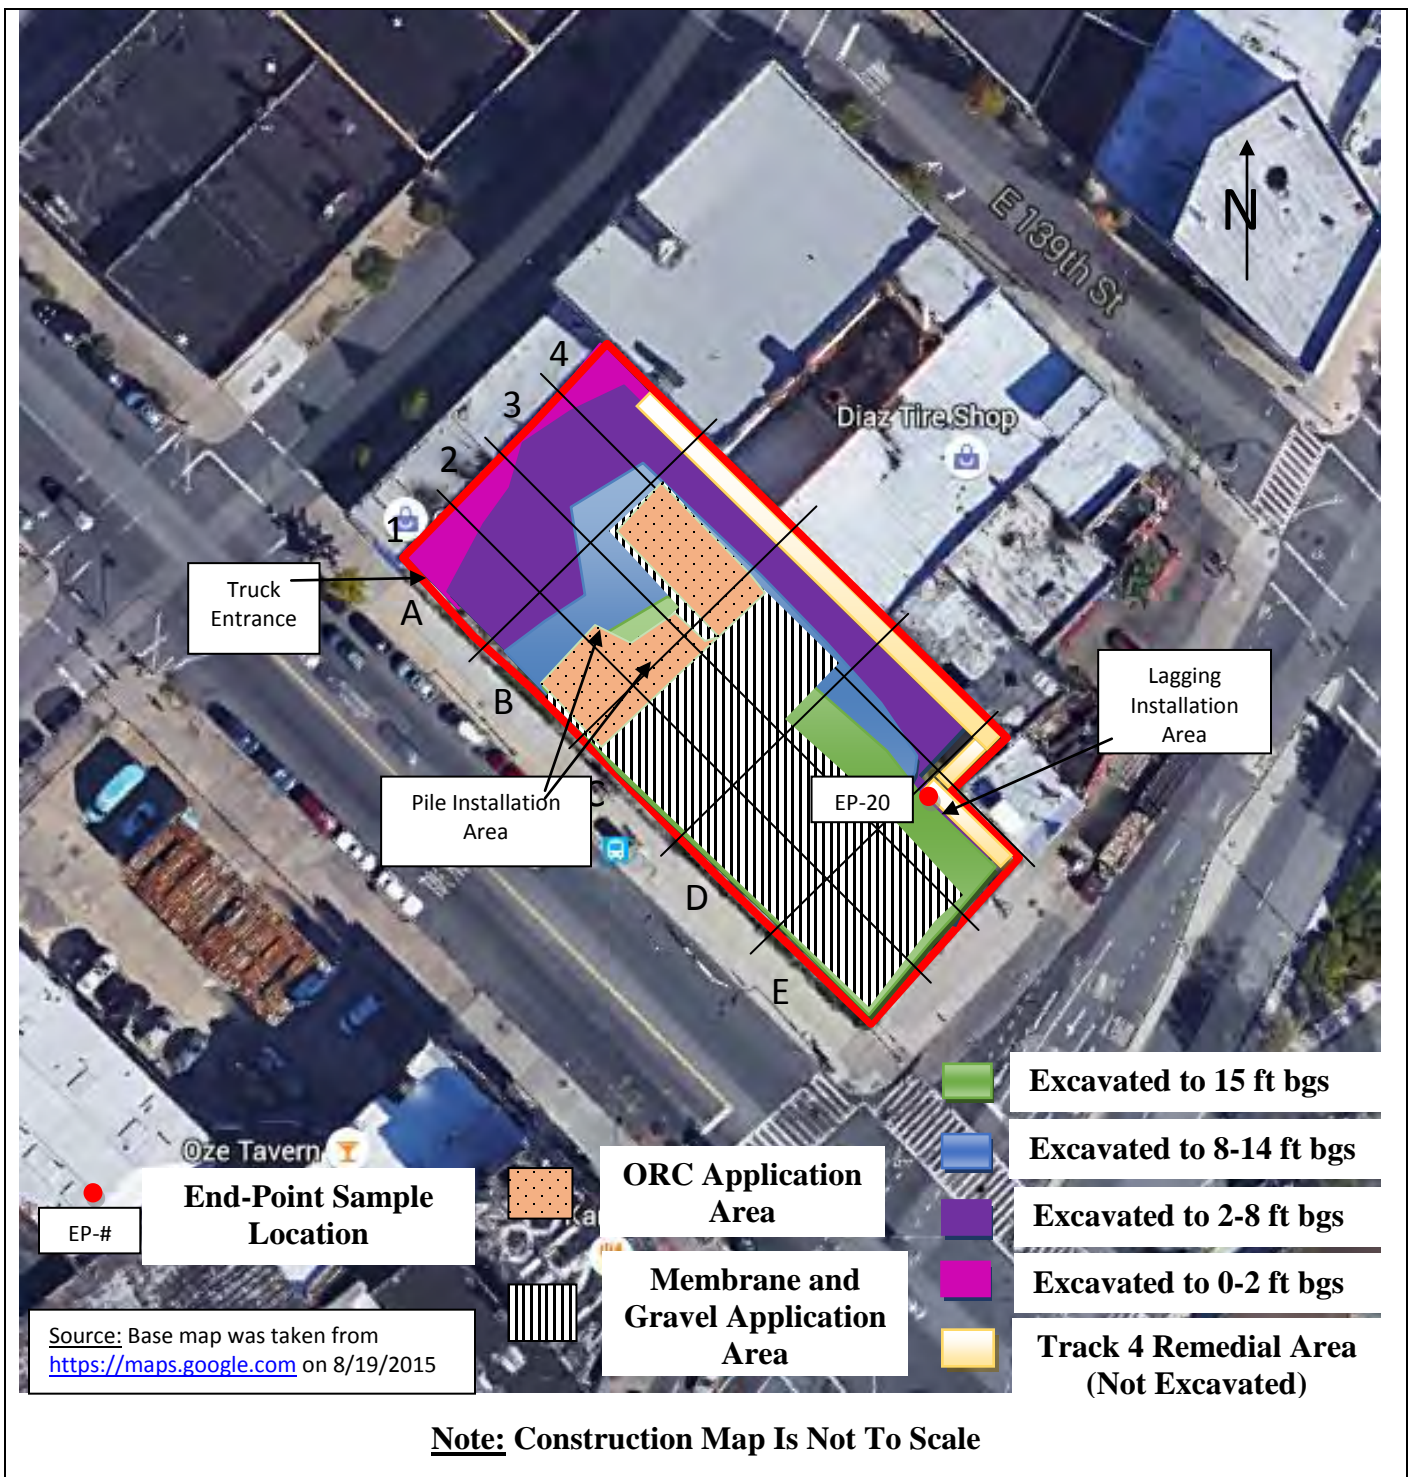 N
E 139th St
4
3
Diaz Tire Shop
2
1
Truck
Entrance
A
B
Lagging
Installation
Area
Pile Installation
Area
C
EP-20
D
E
Excavated to 15 ft bgs
Excavated to 8-14 ft bgs
Excavated to 2-8 ft bgs
Excavated to 0-2 ft bgs
Track 4 Remedial Area
(Not Excavated)
Oze Tavern
ORC Application
Area
End-Point Sample
Location
EP-#
Membrane and
Gravel Application
Area
Source: Base map was taken from
https://maps.google.com on 8/19/2015
Note: Construction Map Is Not To Scale